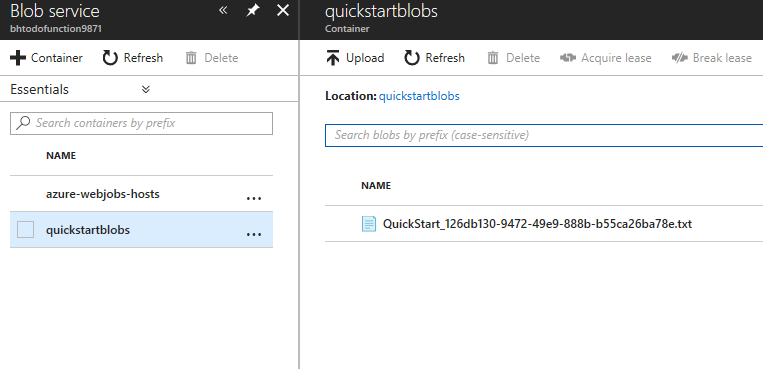 Blob service
bhtodofunction9871
Container
Refresh
Delete
Essentials
Search containers by prefix
NAME
azure-webjobs-hosts
...
quickstartblobs
...
quickstartblobs
Container
Upload
Refresh
Delete
Acquire lease
Break lease
Location: quickstartblobs
Search blobs by prefix (case-sensitive)
NAME
QuickStart_126db130-9472-49e9-888b-b55ca26ba78e.txt